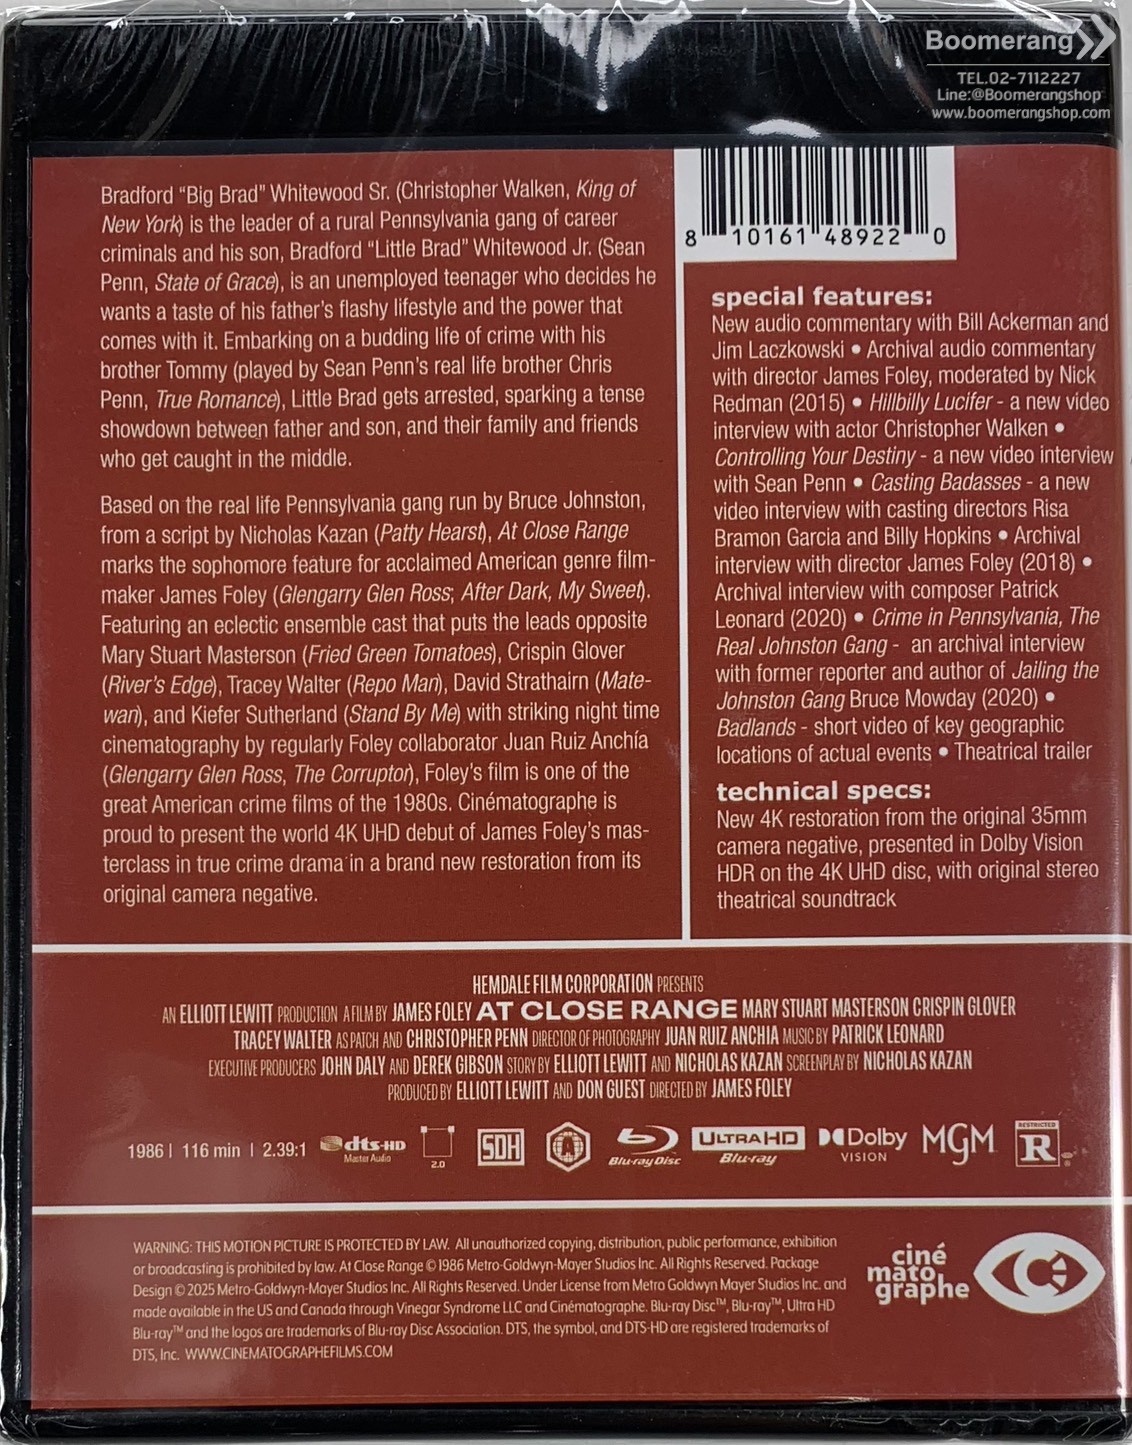 Boomerang
TEL.02-7112227
Line:@Boomerangshop
www.boomerangshop.com
Bradford “Big Brad” Whitewood Sr. (Christopher Walken, King of
New York) is the leader of a rural Pennsylvania gang of career
criminals and his son, Bradford “Little Brad” Whitewood Jr. (Sean
Penn, State of Grace), is an unemployed teenager who decides he
wants a taste of his father’s flashy lifestyle and the power that
comes with it. Embarking on a budding life of crime with his
brother Tommy (played by Sean Penn’s real life brother Chris
Penn, True Romance), Little Brad gets arrested, sparking a tense
showdown between father and son, and their family and friends
who get caught in the middle.
Based on the real life Pennsylvania gang run by Bruce Johnston,
from a script by Nicholas Kazan (Patty Hearst), At Close Range
marks the sophomore feature for acclaimed American genre film-
maker James Foley (Glengarry Glen Ross; After Dark, My Sweet).
Featuring an eclectic ensemble cast that puts the leads opposite
Mary Stuart Masterson (Fried Green Tomatoes), Crispin Glover
(River’s Edge), Tracey Walter (Repo Man), David Strathairn (Mate-
wan), and Kiefer Sutherland (Stand By Me) with striking night time
cinematography by regularly Foley collaborator Juan Ruiz Anchía
(Glengarry Glen Ross, The Corruptor), Foley’s film is one of the
great American crime films of the 1980s. Cinématographe is
proud to present the world 4K UHD debut of James Foley’s mas-
terclass in true crime drama in a brand new restoration from its
original camera negative.
8 10161 48922 0
special features:
New audio commentary with Bill Ackerman and
Jim Laczkowski • Archival audio commentary
with director James Foley, moderated by Nick
Redman (2015) • Hillbilly Lucifer - a new video
interview with actor Christopher Walken •
Controlling Your Destiny - a new video interview
with Sean Penn • Casting Badasses - a new
video interview with casting directors Risa
Bramon Garcia and Billy Hopkins • Archival
interview with director James Foley (2018) •
Archival interview with composer Patrick
Leonard (2020) • Crime in Pennsylvania, The
Real Johnston Gang - an archival interview
with former reporter and author of Jailing the
Johnston Gang Bruce Mowday (2020) •
Badlands - short video of key geographic
locations of actual events • Theatrical trailer
technical specs:
New 4K restoration from the original 35mm
camera negative, presented in Dolby Vision
HDR on the 4K UHD disc, with original stereo
theatrical soundtrack
HEMDALE FILM CORPORATION PRESENTS
AN ELLIOTT LEWITT PRODUCTION A FILM BY JAMES FOLEY AT CLOSE RANGE MARY STUART MASTERSON CRISPIN GLOVER
TRACEY WALTER AS PATCH AND CHRISTOPHER PENN DIRECTOR OF PHOTOGRAPHY JUAN RUIZ ANCHIA MUSIC BY PATRICK LEONARD
EXECUTIVE PRODUCERS JOHN DALY AND DEREK GIBSON STORY BY ELLIOTT LEWITT AND NICHOLAS KAZAN SCREENPLAY BY NICHOLAS KAZAN
PRODUCED BY ELLIOTT LEWITT AND DON GUEST DIRECTED BY JAMES FOLEY
1986 | 116 min | 2.39:1 dts-HD Master Audio 2.0 SDH A Blu-ray Disc ULTRA HD Blu-ray Dolby VISION MGM RESTRICTED R
WARNING: THIS MOTION PICTURE IS PROTECTED BY LAW. All unauthorized copying, distribution, public performance, exhibition
or broadcasting is prohibited by law. At Close Range © 1986 Metro-Goldwyn-Mayer Studios Inc. All Rights Reserved. Package
Design © 2025 Metro-Goldwyn-Mayer Studios Inc. All Rights Reserved. Under License from Metro Goldwyn Mayer Studios Inc. and
made available in the US and Canada through Vinegar Syndrome LLC and Cinématographe. Blu-ray Disc™, Blu-ray™, Ultra HD
Blu-ray™ and the logos are trademarks of Blu-ray Disc Association. DTS, the symbol, and DTS-HD are registered trademarks of
DTS, Inc. WWW.CINEMATOGRAPHEFILMS.COM
ciné
mato
graphe